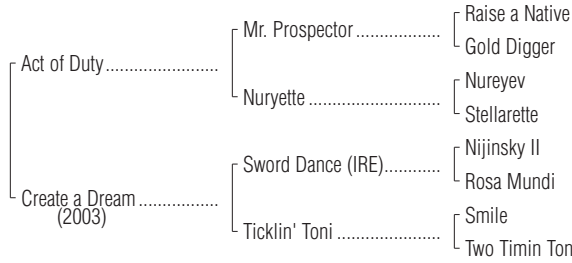 Raise a Native
Mr. Prospector
Gold Digger
Act of Duty
Nureyev
Nuryette
Stellarette
Nijinsky II
Sword Dance (IRE)
Rosa Mundi
Create a Dream
(2003)
Smile
Ticklin' Toni
Two Timin Ton